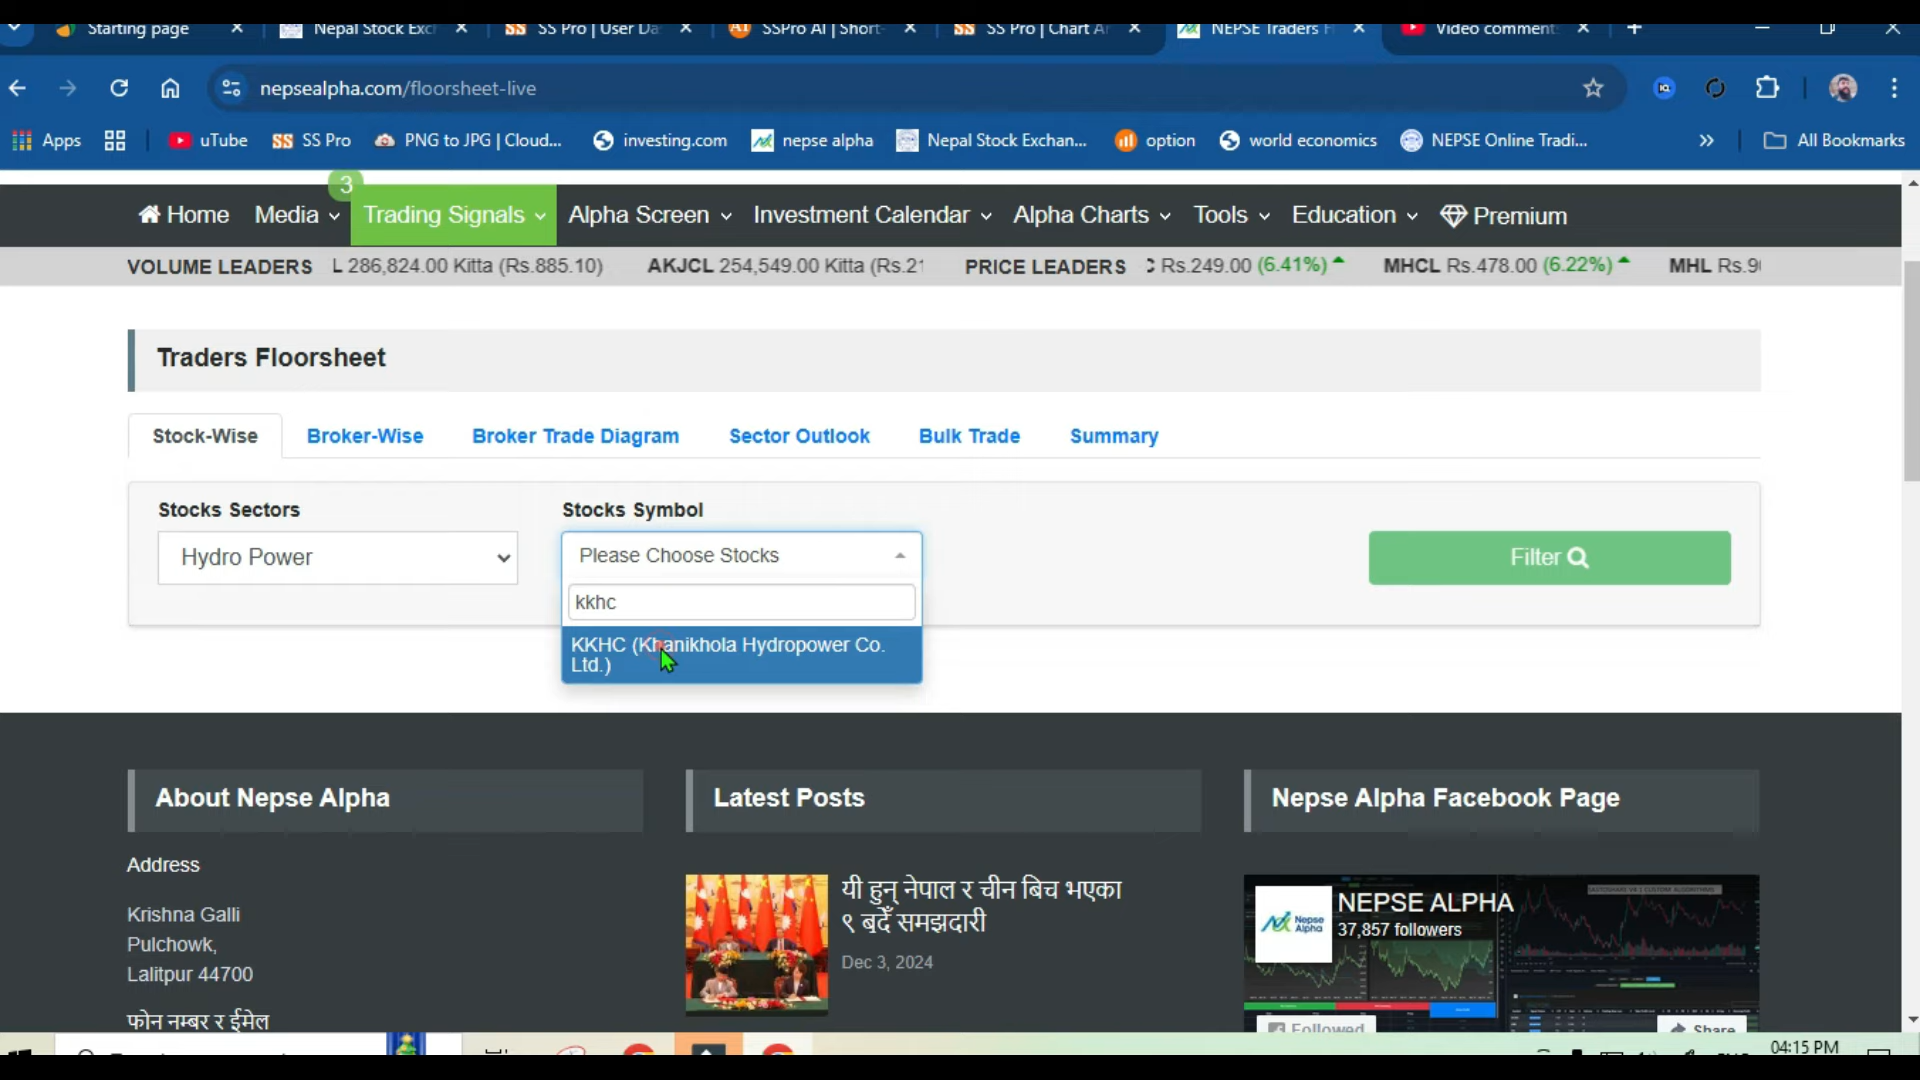 Starting page
Nepal Stock Exc
SS Pro | User Da
SSPro AI | Short-
SS Pro | Chart A
NEPSE Traders F
Video comment
nepsealpha.com/floorsheet-live
Apps
uTube
SS Pro
PNG to JPG | Cloud...
investing.com
nepse alpha
Nepal Stock Exchan...
option
world economics
NEPSE Online Tradi...
All Bookmarks
3
Home
Media
Trading Signals
Alpha Screen
Investment Calendar
Alpha Charts
Tools
Education
Premium
VOLUME LEADERS
L 286,824.00 Kitta (Rs.885.10)
AKJCL 254,549.00 Kitta (Rs.21
PRICE LEADERS
Rs.249.00 (6.41%)
MHCL Rs.478.00 (6.22%)
MHL Rs.9
Traders Floorsheet
Stock-Wise
Broker-Wise
Broker Trade Diagram
Sector Outlook
Bulk Trade
Summary
Stocks Sectors
Stocks Symbol
Hydro Power
Please Choose Stocks
Filter
kkhc
KKHC (Khanikhola Hydropower Co.
Ltd.)
About Nepse Alpha
Latest Posts
Nepse Alpha Facebook Page
Address
Krishna Galli
Pulchowk,
Lalitpur 44700
फोन नम्बर र ईमेल
यी हुन् नेपाल र चीन बिच भएका
९ बुदेँ समझदारी
Dec 3, 2024
Nepse
Alpha
NEPSE ALPHA
37,857 followers
Followed
Share
04:15 PM